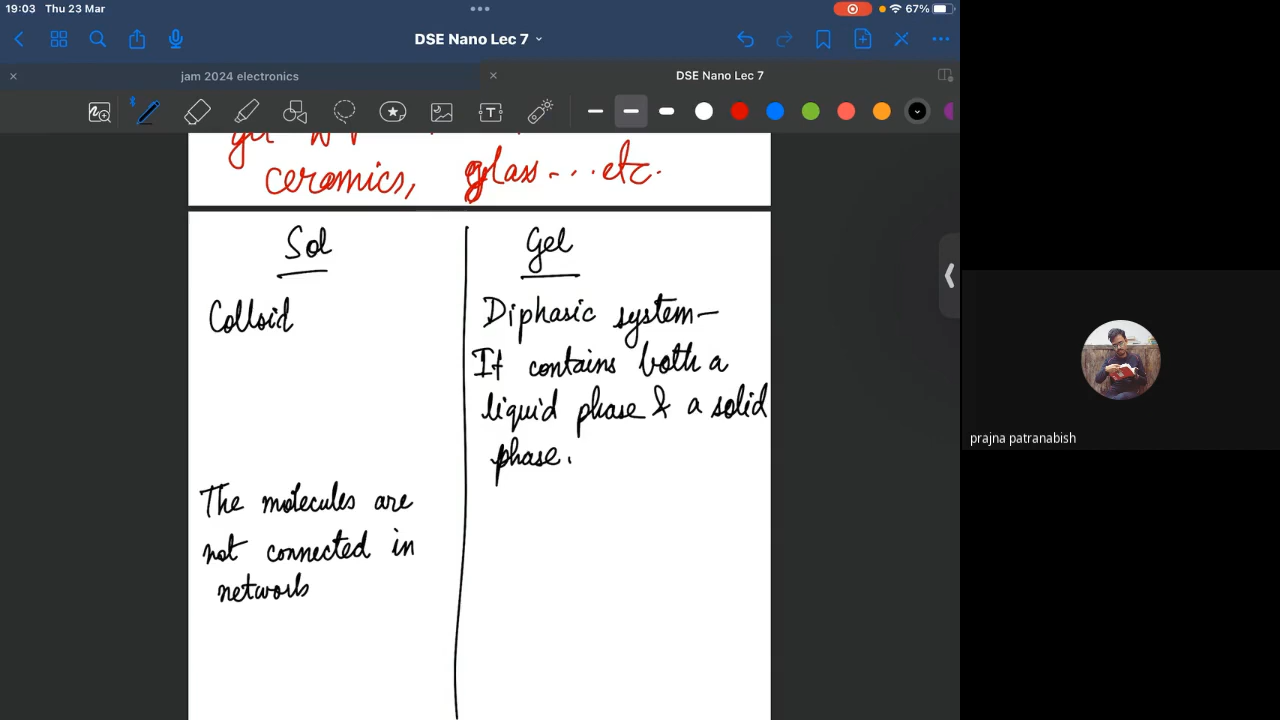 19:03 Thu 23 Mar
67%
DSE Nano Lec 7
jam 2024 electronics
DSE Nano Lec 7
gel
ceramics, glass...etc.
Sol
Gel
Colloid
Diphasic system-
It contains both a
liquid phase & a solid
phase.
The molecules are
not connected in
network
prajna patranabish